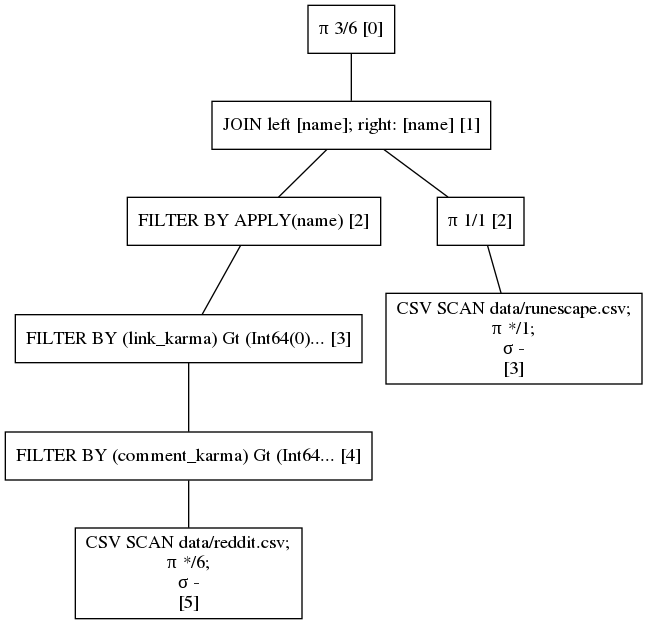 π 3/6 [0]
JOIN left [name]; right: [name] [1]
FILTER BY APPLY(name) [2]
π 1/1 [2]
FILTER BY (link_karma) Gt (Int64(0)... [3]
CSV SCAN data/runescape.csv;
π */1;
σ -
[3]
FILTER BY (comment_karma) Gt (Int64... [4]
CSV SCAN data/reddit.csv;
π */6;
σ -
[5]